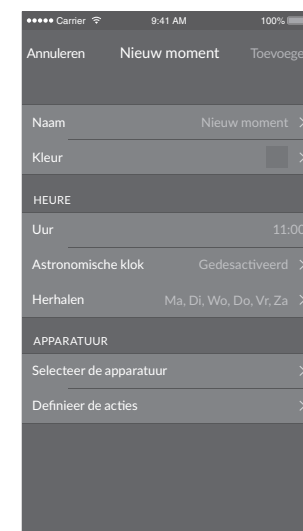 Carrier 9:41 AM 100%
Annuleren Nieuw moment Toevoege
Naam Nieuw moment
Kleur
HEURE
Uur 11:00
Astronomische klok Gedesactiveerd
Herhalen Ma, Di, Wo, Do, Vr, Za
APPARATUUR
Selecteer de apparatuur
Definieer de acties